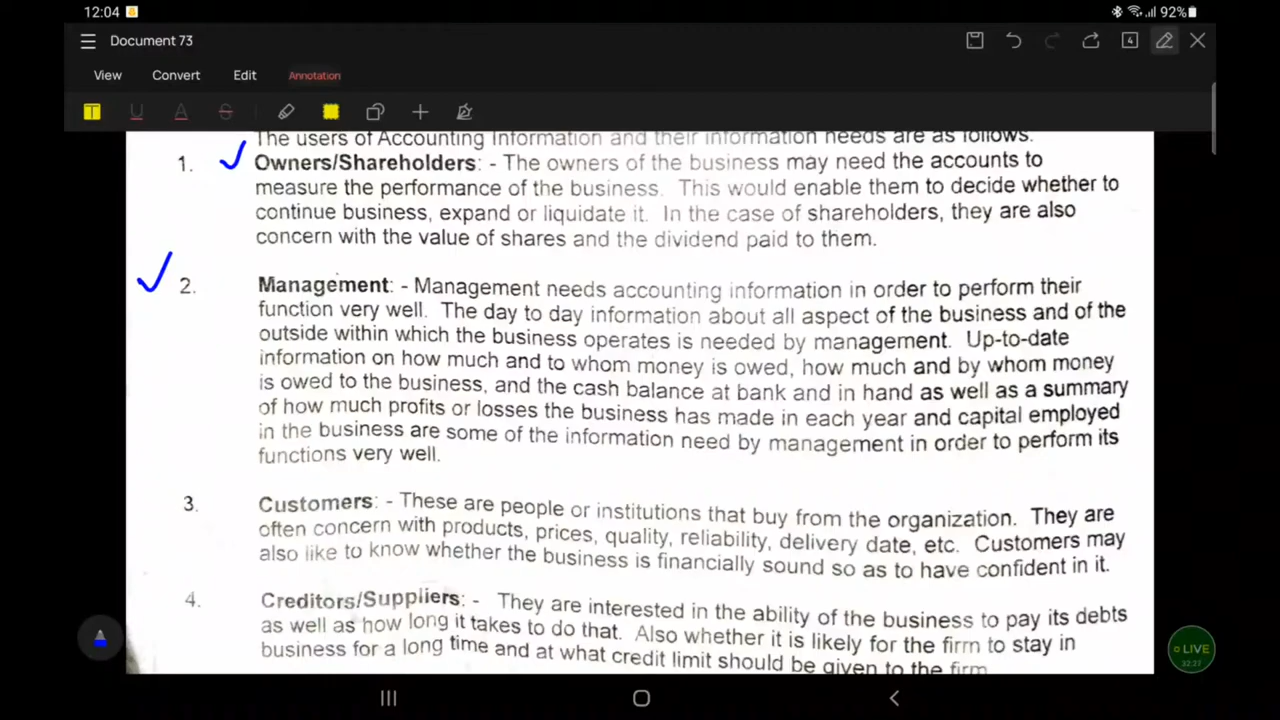 12:04 92%
Document 73 4
View Convert Edit Annotation
T U A S
The users of Accounting Information and their information needs are as follows.
1. Owners/Shareholders: - The owners of the business may need the accounts to
measure the performance of the business. This would enable them to decide whether to
continue business, expand or liquidate it. In the case of shareholders, they are also
concern with the value of shares and the dividend paid to them.
2. Management: - Management needs accounting information in order to perform their
function very well. The day to day information about all aspect of the business and of the
outside within which the business operates is needed by management. Up-to-date
information on how much and to whom money is owed, how much and by whom money
is owed to the business, and the cash balance at bank and in hand as well as a summary
of how much profits or losses the business has made in each year and capital employed
in the business are some of the information need by management in order to perform its
functions very well.
3. Customers: - These are people or institutions that buy from the organization. They are
often concern with products, prices, quality, reliability, delivery date, etc. Customers may
also like to know whether the business is financially sound so as to have confident in it.
4. Creditors/Suppliers: - They are interested in the ability of the business to pay its debts
as well as how long it takes to do that. Also whether it is likely for the firm to stay in
business for a long time and at what credit limit should be given to the firm
LIVE
32:27